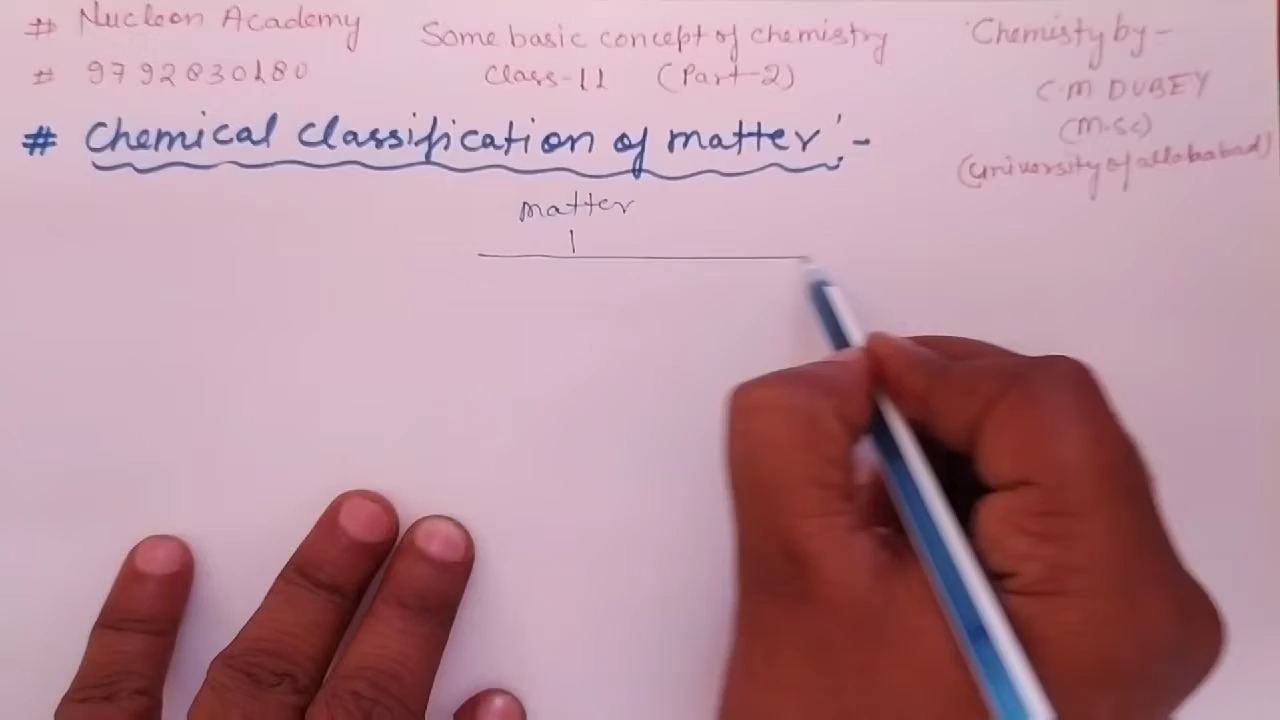 # Nucleon Academy
# 9792830180
Some basic concept of chemistry
Class-11 (Part-2)
Chemisty by-
C.M DUBEY
(M.Sc)
(University of allahabad)
# Chemical Classification of matter:-
matter